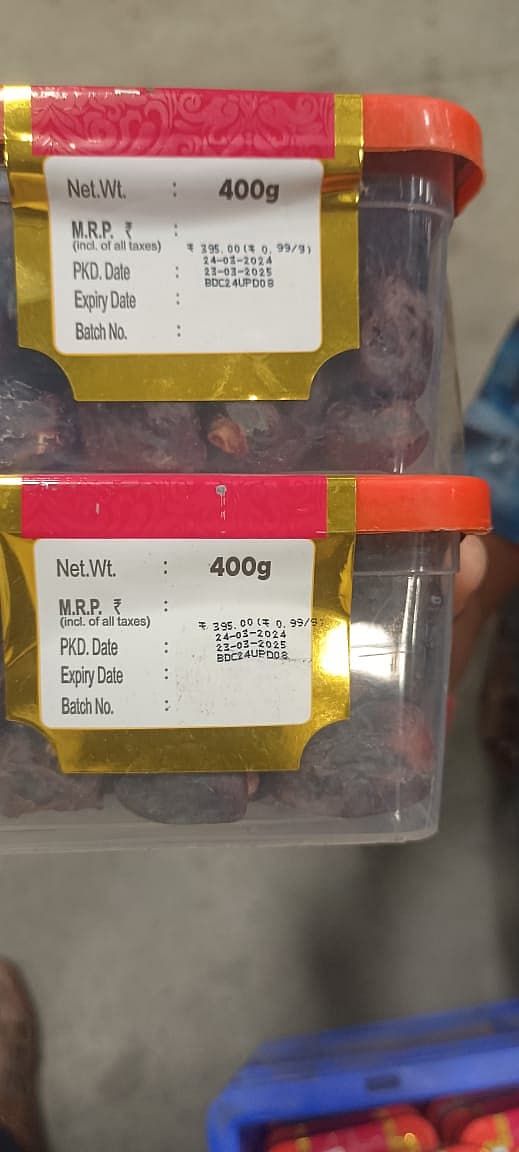 Net.Wt. : 400g
M.R.P. ₹ :
(incl. of all taxes) ₹ 395.00 (₹ 0.99/g)
24-03-2024
PKD. Date : 23-03-2025
BDC24UPD08
Expiry Date :
Batch No. :
Net.Wt. : 400g
M.R.P. ₹ :
(incl. of all taxes) ₹ 395.00 (₹ 0.99/g
24-03-2024
PKD. Date : 23-03-2025
BDC24UPD08
Expiry Date :
Batch No. :